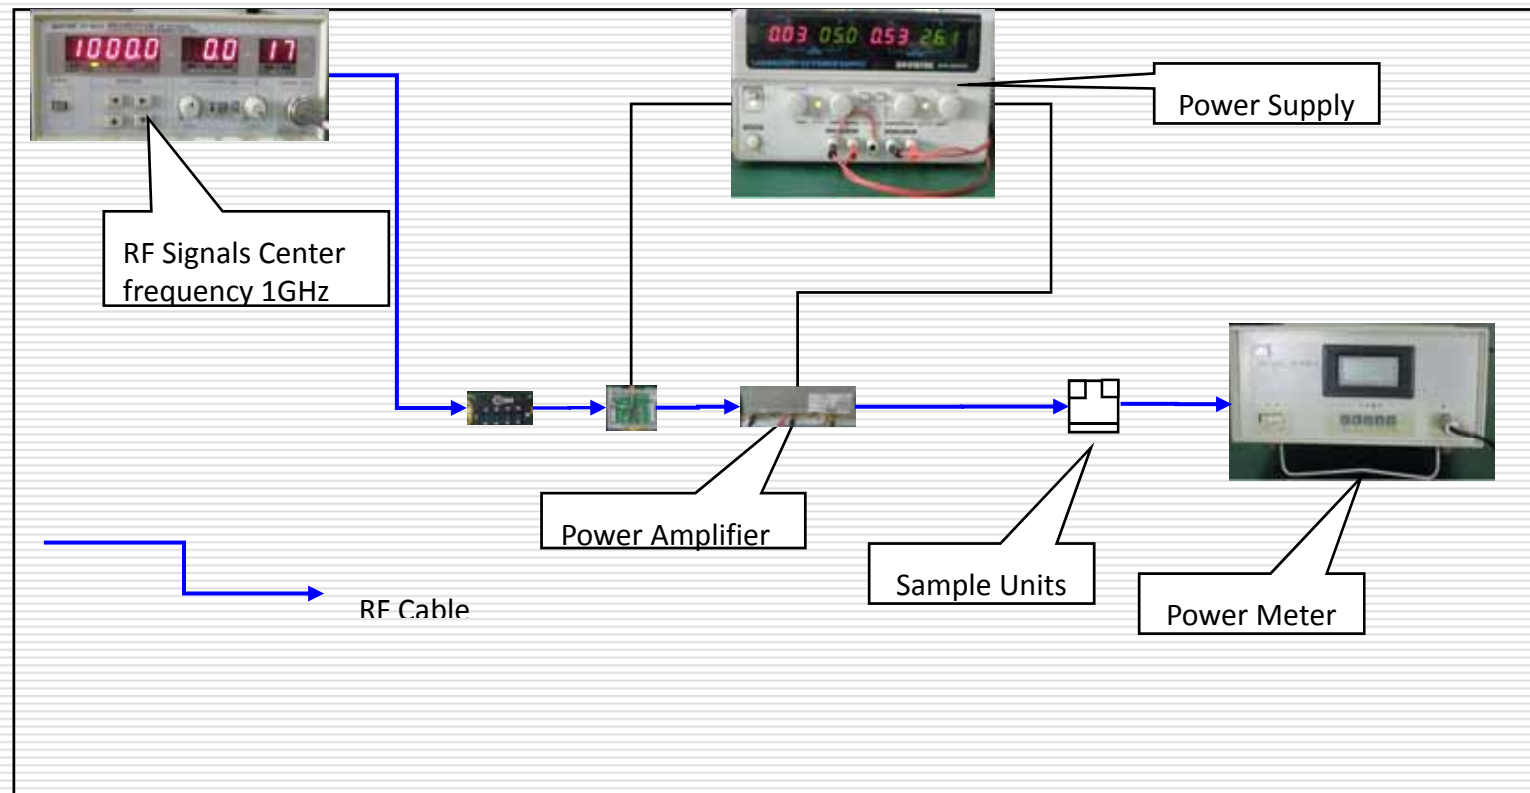 1000.0 0.0 - 17
0.03 05.0 0.53 26.1
Power Supply
RF Signals Center
frequency 1GHz
Power Amplifier
Sample Units
Power Meter
RF Cable